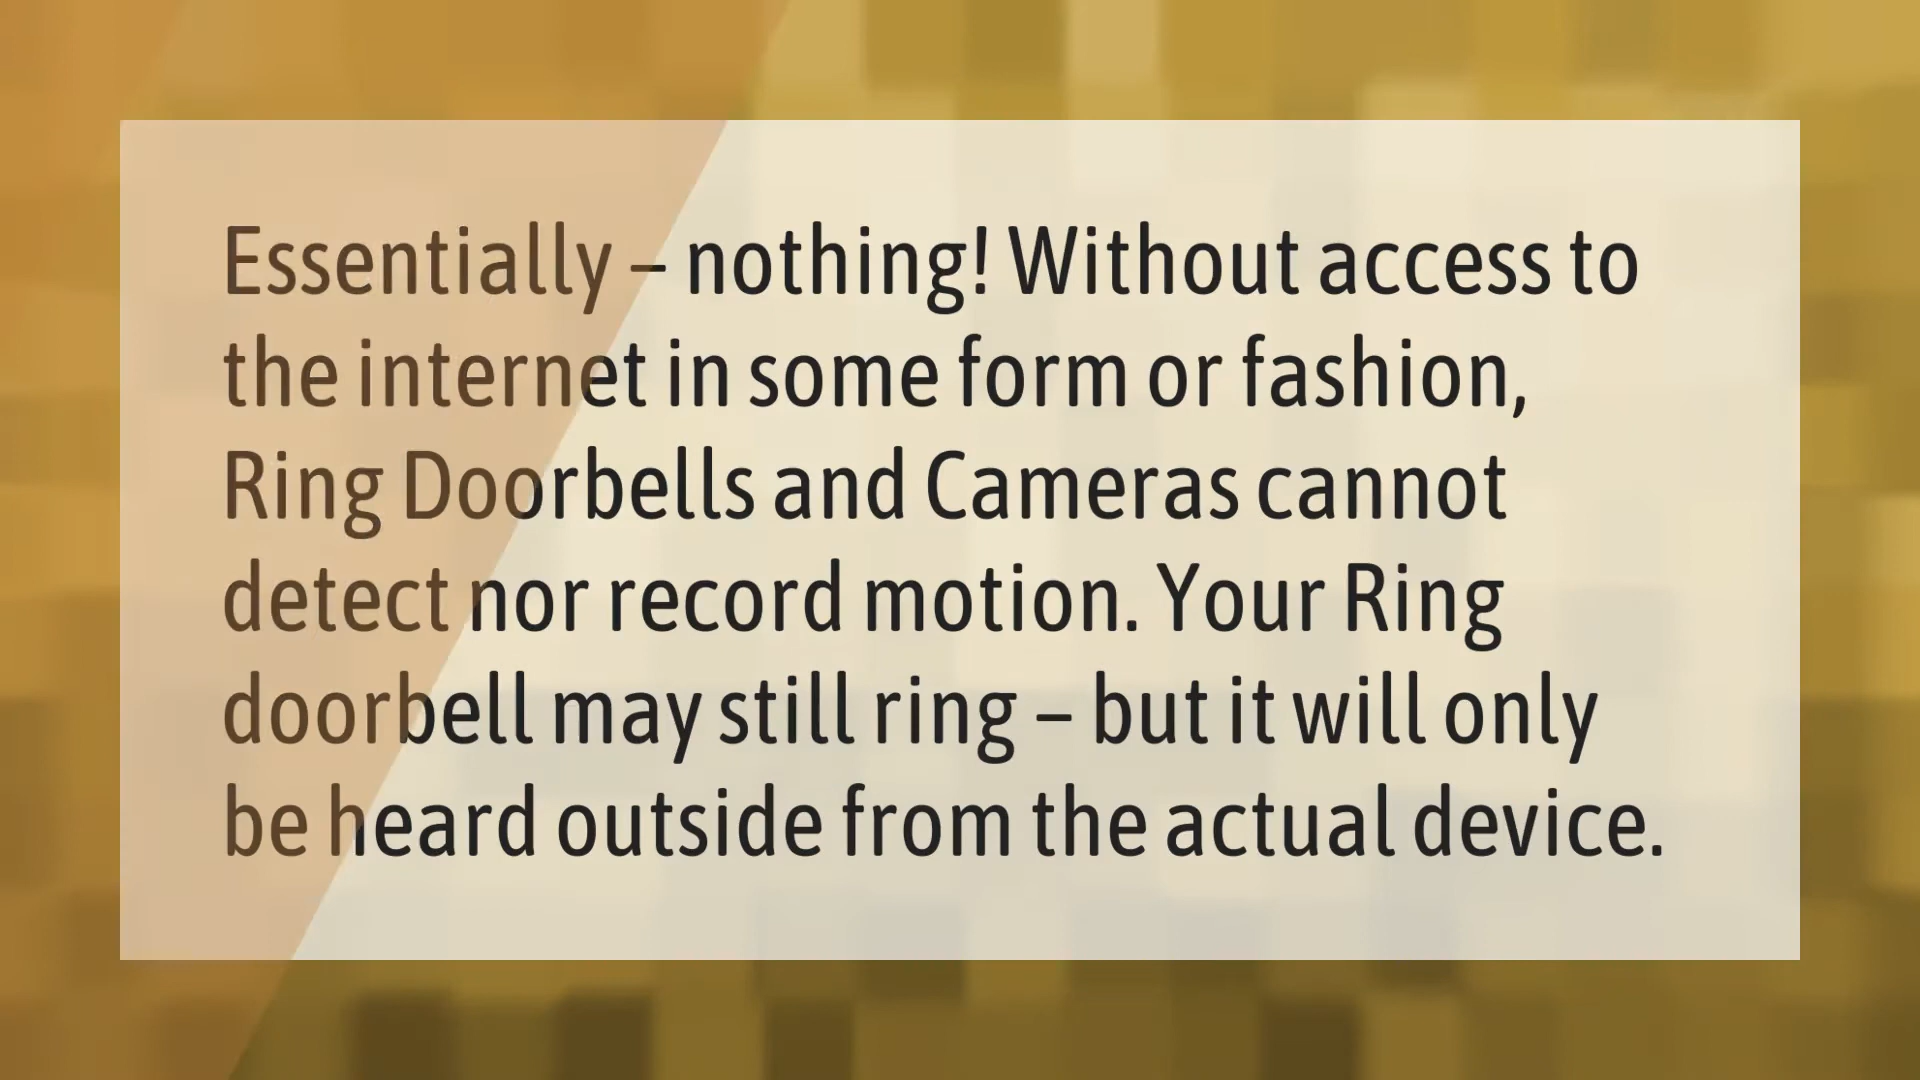 Essentially – nothing! Without access to
the internet in some form or fashion,
Ring Doorbells and Cameras cannot
detect nor record motion. Your Ring
doorbell may still ring – but it will only
be heard outside from the actual device.